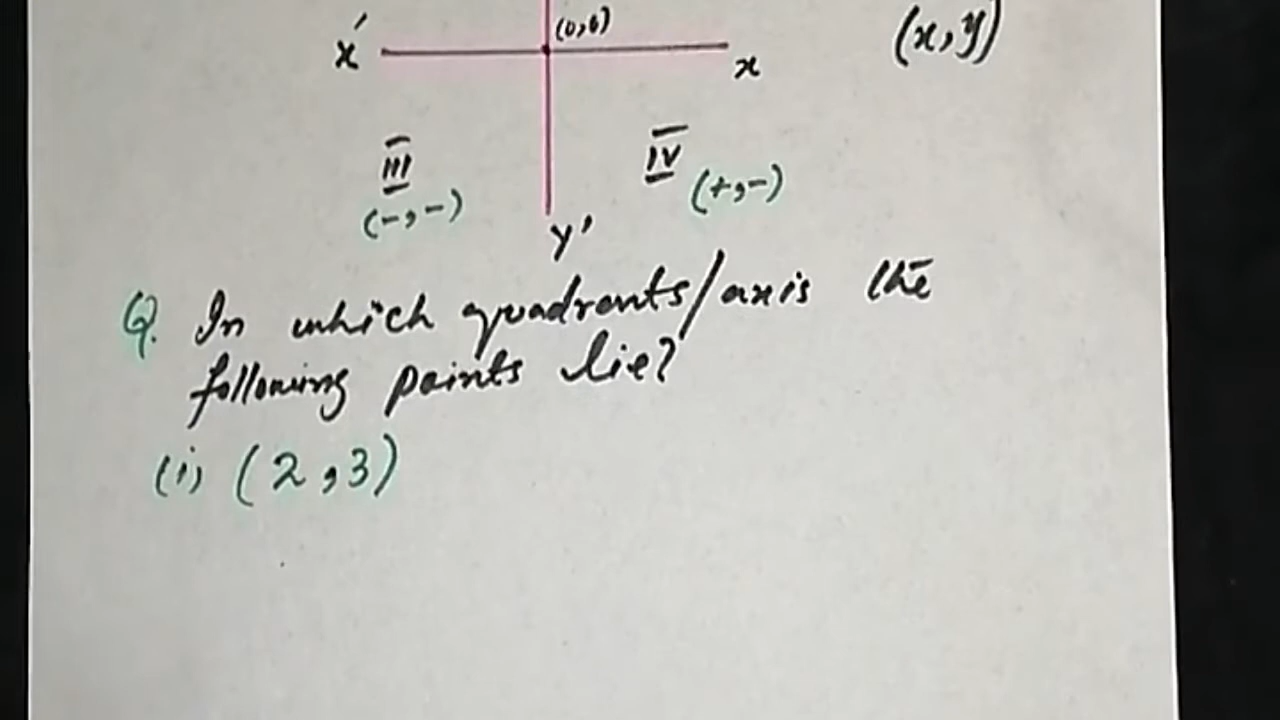 (0,0)
x' x (x,y)
III IV
(-,-) (+,-)
y'
Q. In which quadrants/axis the
following points lie?
(i) (2,3)